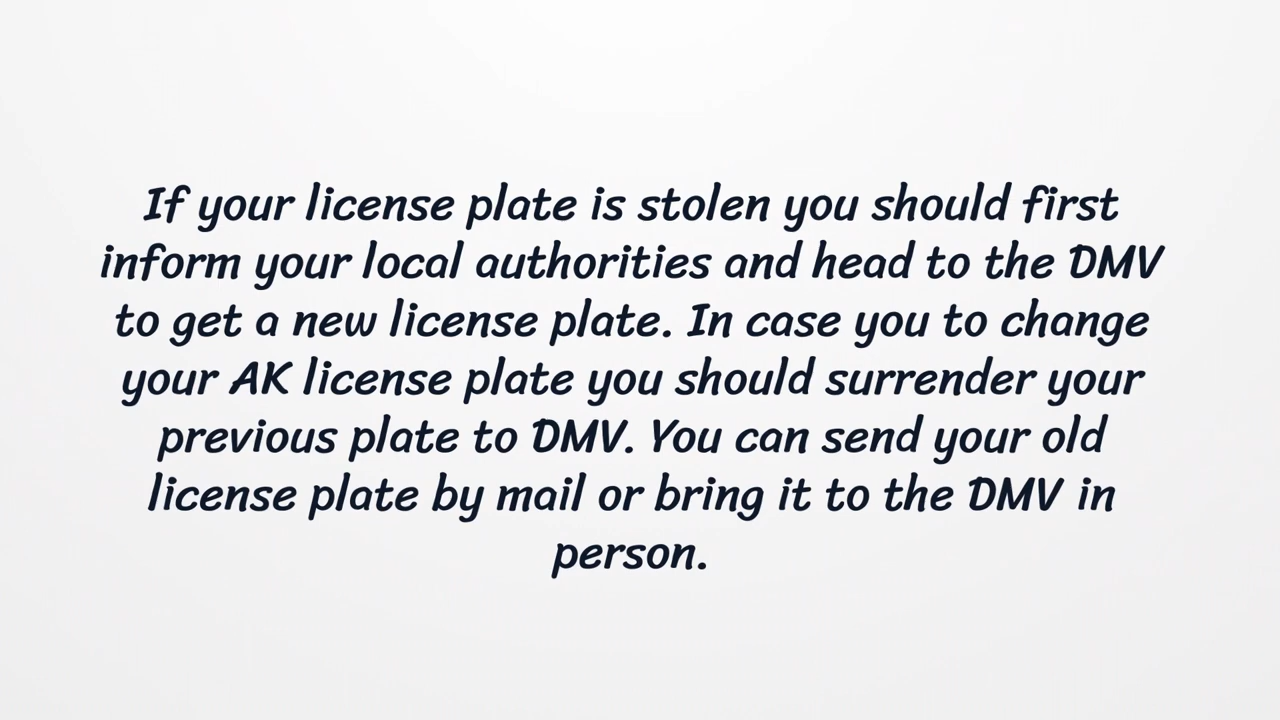 If your license plate is stolen you should first
inform your local authorities and head to the DMV
to get a new license plate. In case you to change
your AK license plate you should surrender your
previous plate to DMV. You can send your old
license plate by mail or bring it to the DMV in
person.